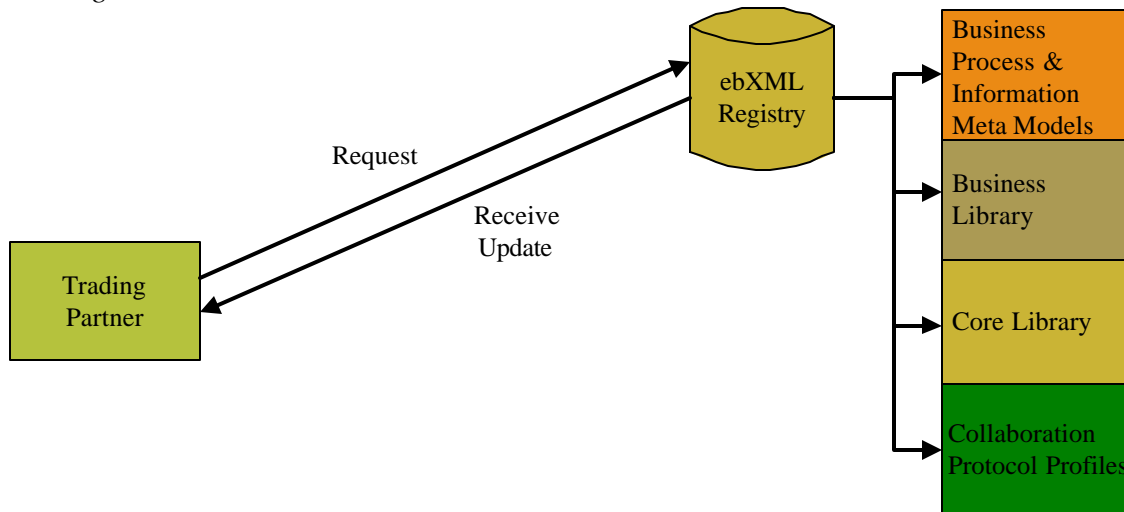 ebXML
Registry
Business
Process &
Information
Meta Models
Request
Business
Library
Receive
Update
Trading
Partner
Core Library
Collaboration
Protocol Profiles